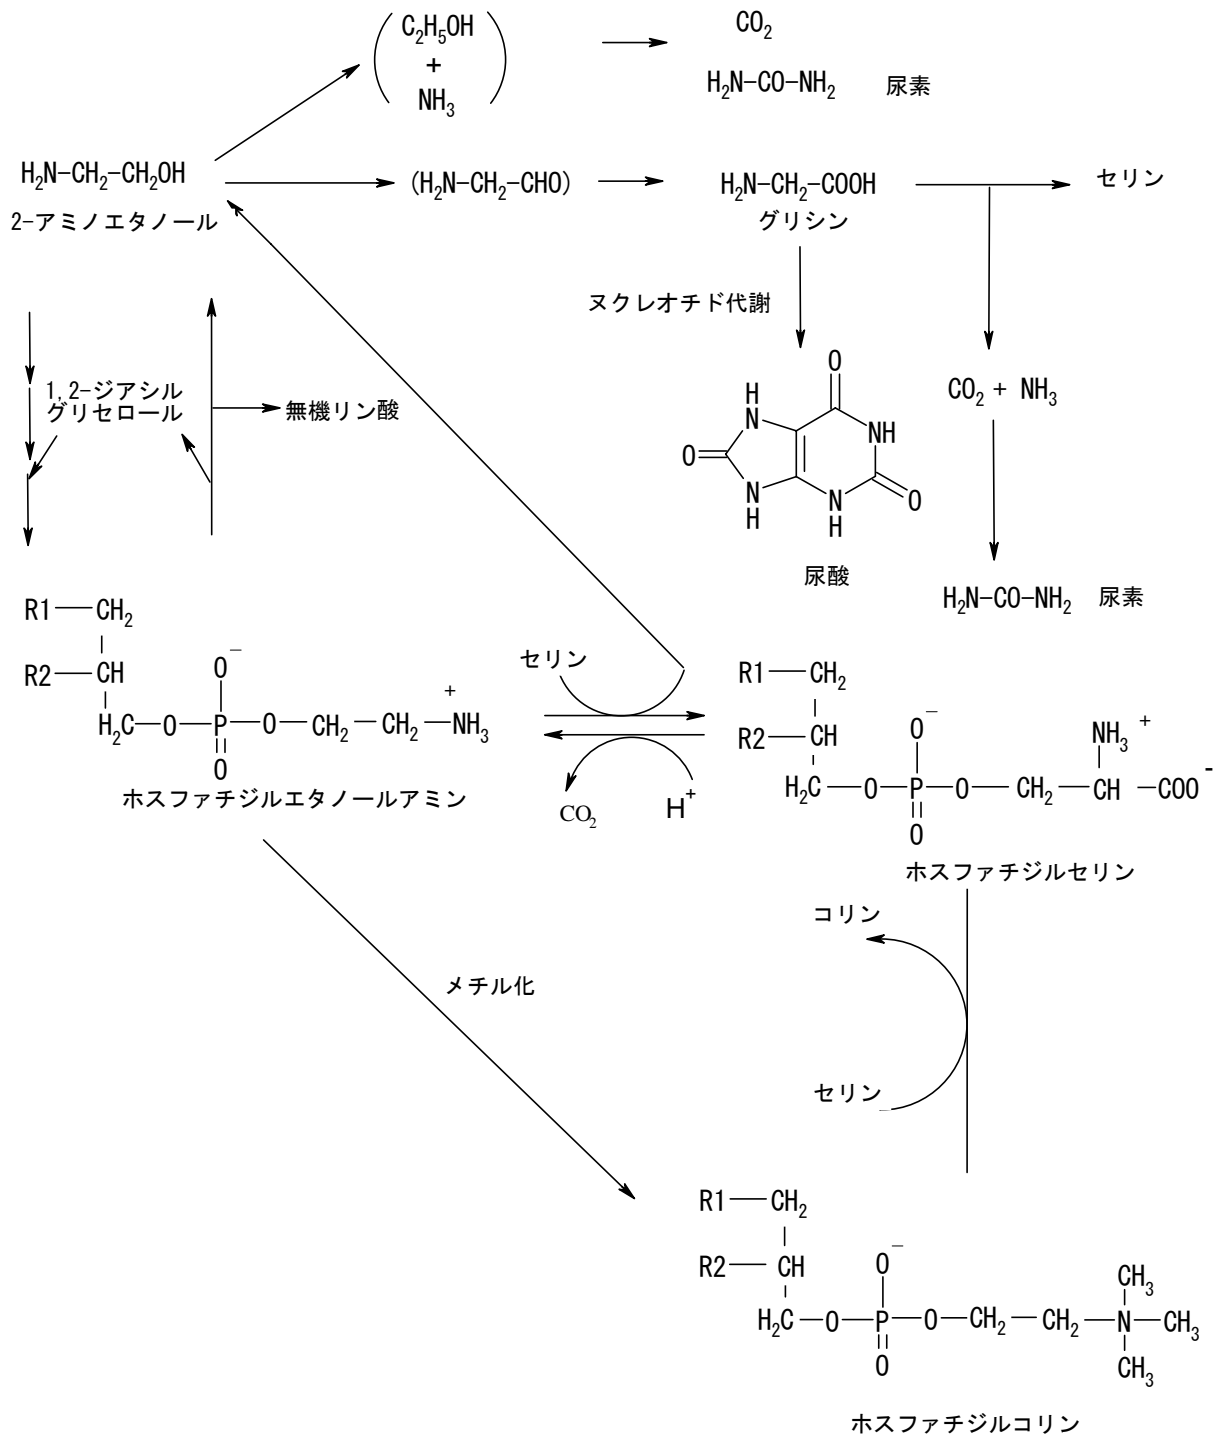 C2H5OH
+
NH3
CO2
H2N-CO-NH2 尿素
H2N-CH2-CH2OH
2-アミノエタノール
(H2N-CH2-CHO)
H2N-CH2-COOH
グリシン
セリン
ヌクレオチド代謝
1,2-ジアシル
グリセロール
無機リン酸
O
H
N
NH
O
N
H
N
H
O
尿酸
CO2 + NH3
H2N-CO-NH2 尿素
R1 CH2
R2 CH
O−
H2C O P O CH2 CH2 NH3
+
O
ホスファチジルエタノールアミン
セリン
CO2
H+
R1 CH2
R2 CH
O−
NH3 +
H2C O P O CH2 CH COO-
O
ホスファチジルセリン
コリン
セリン
メチル化
R1 CH2
R2 CH
O−
CH3
H2C O P O CH2 CH2 N CH3
O
CH3
ホスファチジルコリン